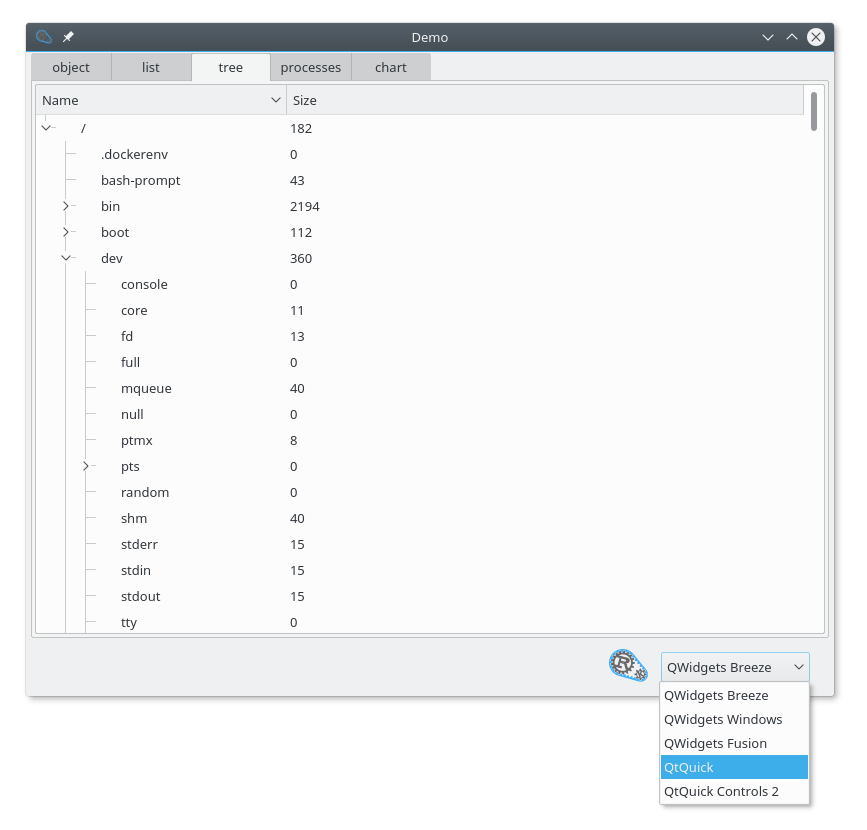 Demo
object list tree processes chart
Name Size
/ 182
.dockerenv 0
bash-prompt 43
bin 2194
boot 112
dev 360
console 0
core 11
fd 13
full 0
mqueue 40
null 0
ptmx 8
pts 0
random 0
shm 40
stderr 15
stdin 15
stdout 15
tty 0
R
QWidgets Breeze
QWidgets Breeze
QWidgets Windows
QWidgets Fusion
QtQuick
QtQuick Controls 2